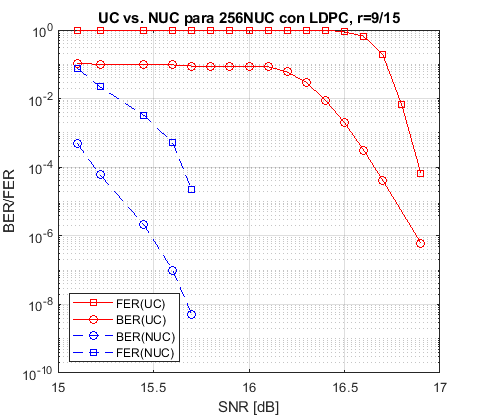 UC vs. NUC para 256NUC con LDPC, r=9/15
10^0
10^-2
10^-4
10^-6
10^-8
10^-10
BER/FER
FER(UC)
BER(UC)
BER(NUC)
FER(NUC)
15
15.5
16
16.5
17
SNR [dB]